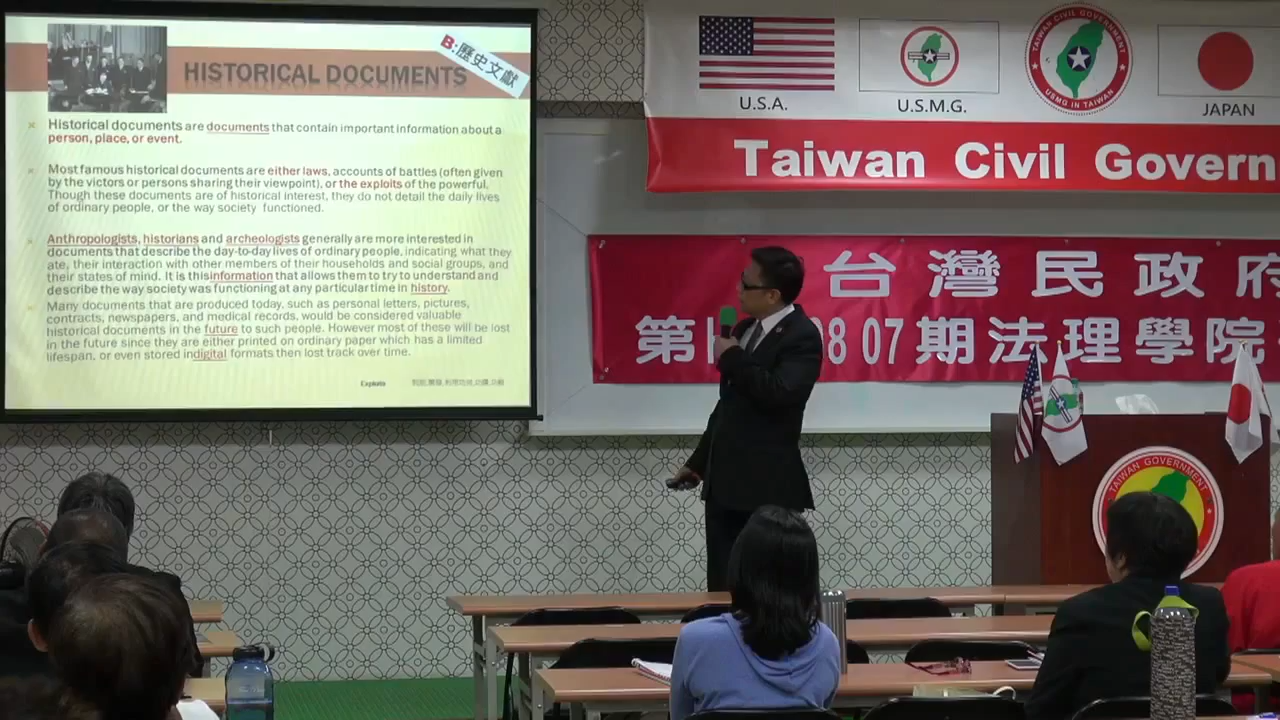 B:歷史文獻
HISTORICAL DOCUMENTS
Historical documents are documents that contain important information about a
person, place, or event.
Most famous historical documents are either laws, accounts of battles (often given
by the victors or persons sharing their viewpoint), or the exploits of the powerful.
Though these documents are of historical interest, they do not detail the daily lives
of ordinary people, or the way society functioned.
Anthropologists, historians and archeologists generally are more interested in
documents that describe the day-to-day lives of ordinary people, indicating what they
ate, their interaction with other members of their households and social groups, and
their states of mind. It is thisinformation that allows them to try to understand and
describe the way society was functioning at any particular time in history.
Many documents that are produced today, such as personal letters, pictures,
contracts, newspapers, and medical records, would be considered valuable
historical documents in the future to such people. However most of these will be lost
in the future since they are either printed on ordinary paper which has a limited
lifespan, or even stored indigital formats then lost track over time.
U.S.A.
U.S.M.G.
TAIWAN CIVIL GOVERNMENT
USMG IN TAIWAN
JAPAN
Taiwan Civil Govern
台灣民政府
第 08 07 期法理學院
TAIWAN GOVERNMENT